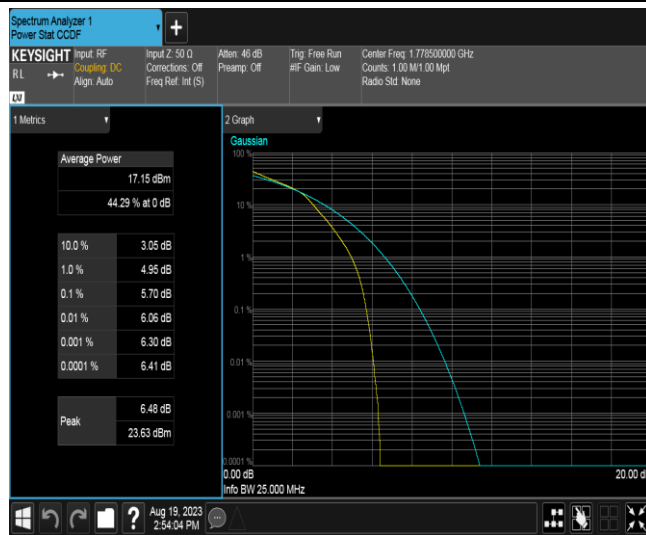 Spectrum Analyzer 1
Power Stat CCDF
+
KEYSIGHT
RL
LXI
Input: RF
Coupling: DC
Align: Auto
Input Z: 50 Ω
Corrections: Off
Freq Ref: Int (S)
Atten: 46 dB
Preamp: Off
Trig: Free Run
#IF Gain: Low
Center Freq: 1.778500000 GHz
Counts: 1.00 M/1.00 Mpt
Radio Std: None
1 Metrics
Average Power
17.15 dBm
44.29 % at 0 dB
10.0 % 3.05 dB
1.0 % 4.95 dB
0.1 % 5.70 dB
0.01 % 6.06 dB
0.001 % 6.30 dB
0.0001 % 6.41 dB
Peak
6.48 dB
23.63 dBm
2 Graph
Gaussian
100 %
10 %
1 %
0.1 %
0.01 %
0.001 %
0.0001 %
0.00 dB
20.00 d
Info BW 25.000 MHz
?
Aug 19, 2023
2:54:04 PM